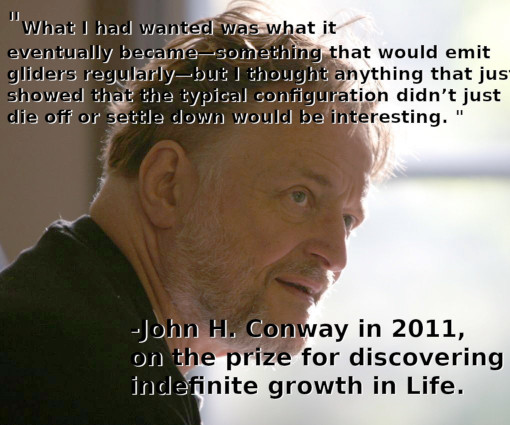 "What I had wanted was what it
eventually became—something that would emit
gliders regularly—but I thought anything that just
showed that the typical configuration didn’t just
die off or settle down would be interesting. "
-John H. Conway in 2011,
on the prize for discovering
indefinite growth in Life.